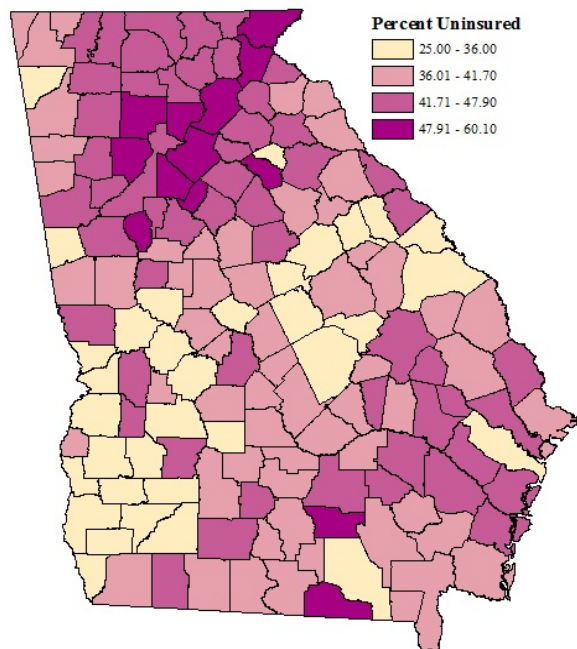 Percent Uninsured
25.00 - 36.00
36.01 - 41.70
41.71 - 47.90
47.91 - 60.10